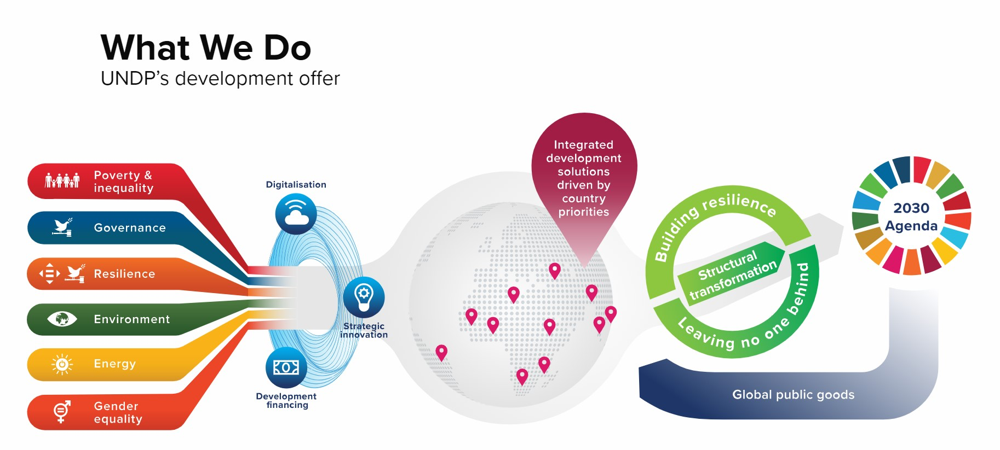 What We Do
UNDP’s development offer
Poverty &
inequality
Governance
Resilience
Environment
Energy
Gender
equality
Digitalisation
Strategic
innovation
Development
financing
Integrated
development
solutions
driven by
country
priorities
Building resilience
Structural
transformation
Leaving no one behind
2030
Agenda
Global public goods